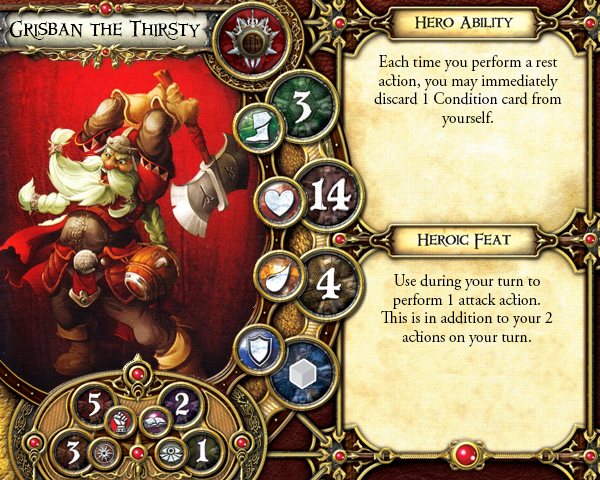 Grisban the Thirsty
3
14
4
5
2
3
1
Hero Ability
Each time you perform a rest
action, you may immediately
discard 1 Condition card from
yourself.
Heroic Feat
Use during your turn to
perform 1 attack action.
This is in addition to your 2
actions on your turn.